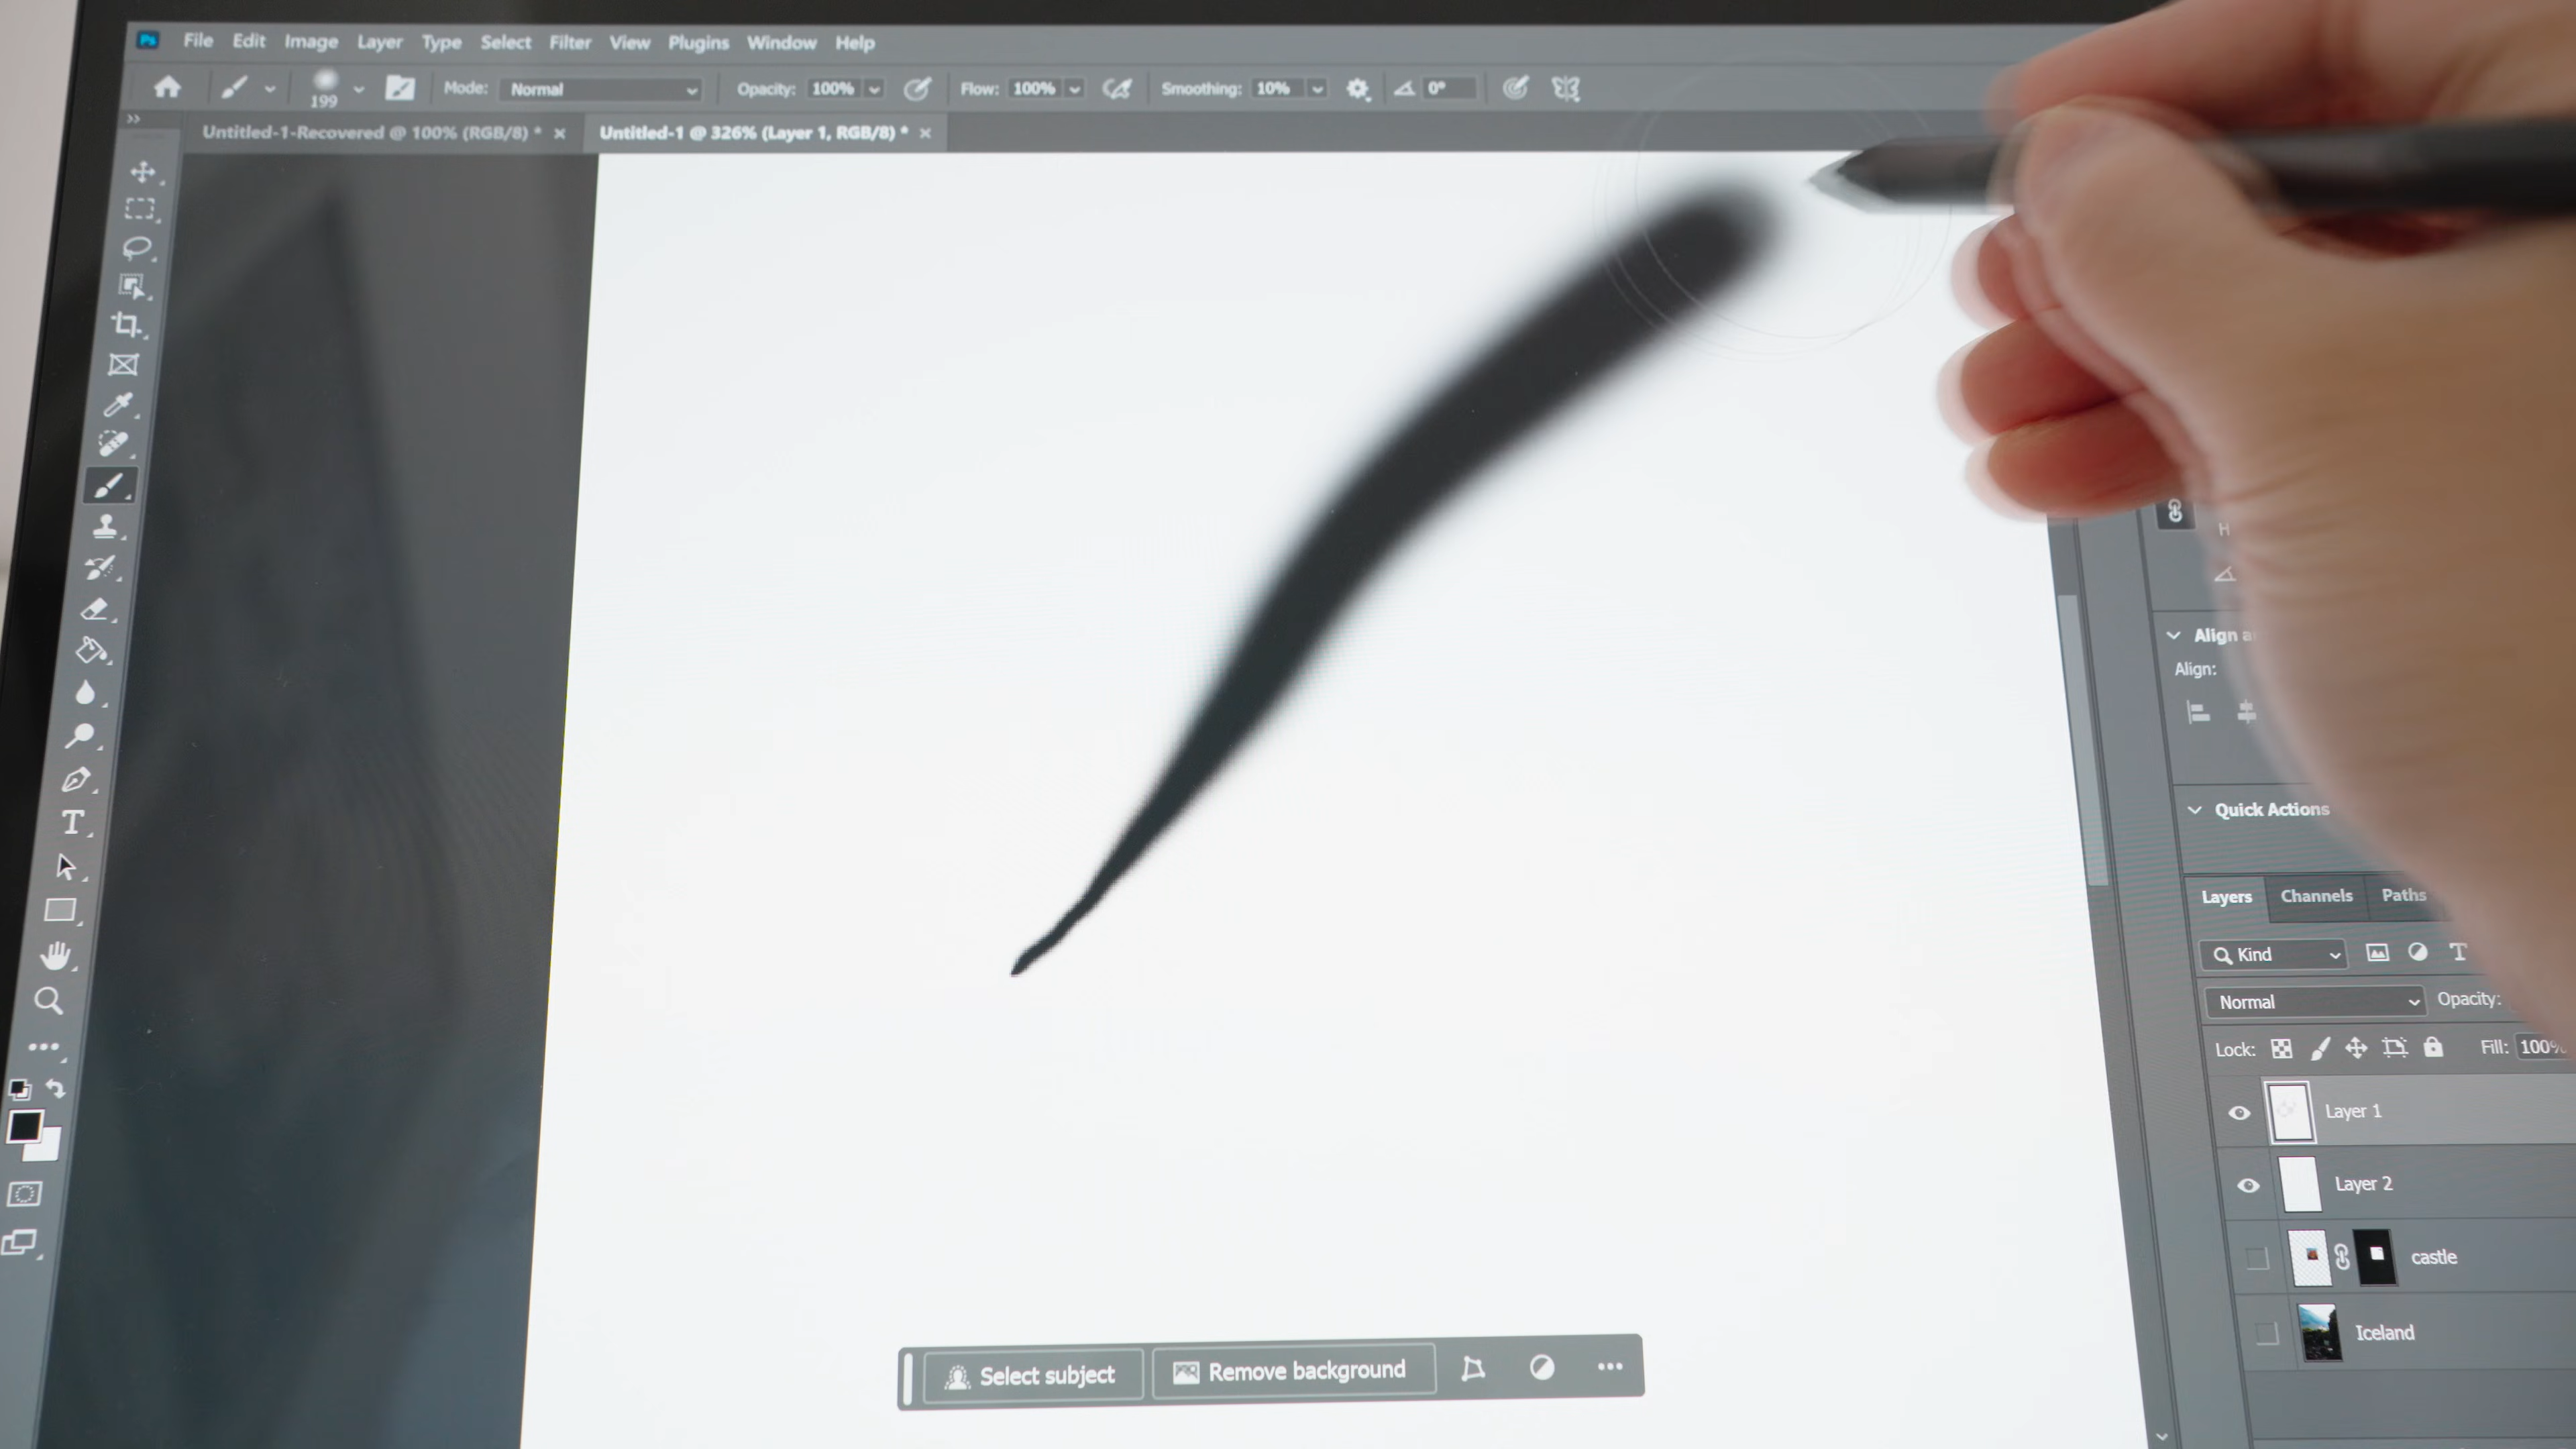 Ps File Edit Image Layer Type Select Filter View Plugins Window Help
199 Mode: Normal Opacity: 100% Flow: 100% Smoothing: 10% 0°
Untitled-1-Recovered @ 100% (RGB/8) * × Untitled-1 @ 326% (Layer 1, RGB/8) * ×
H
Align
Align:
Quick Actions
Layers Channels Paths
Kind
Normal Opacity:
Lock: Fill: 100%
Layer 1
Layer 2
castle
Iceland
Select subject Remove background